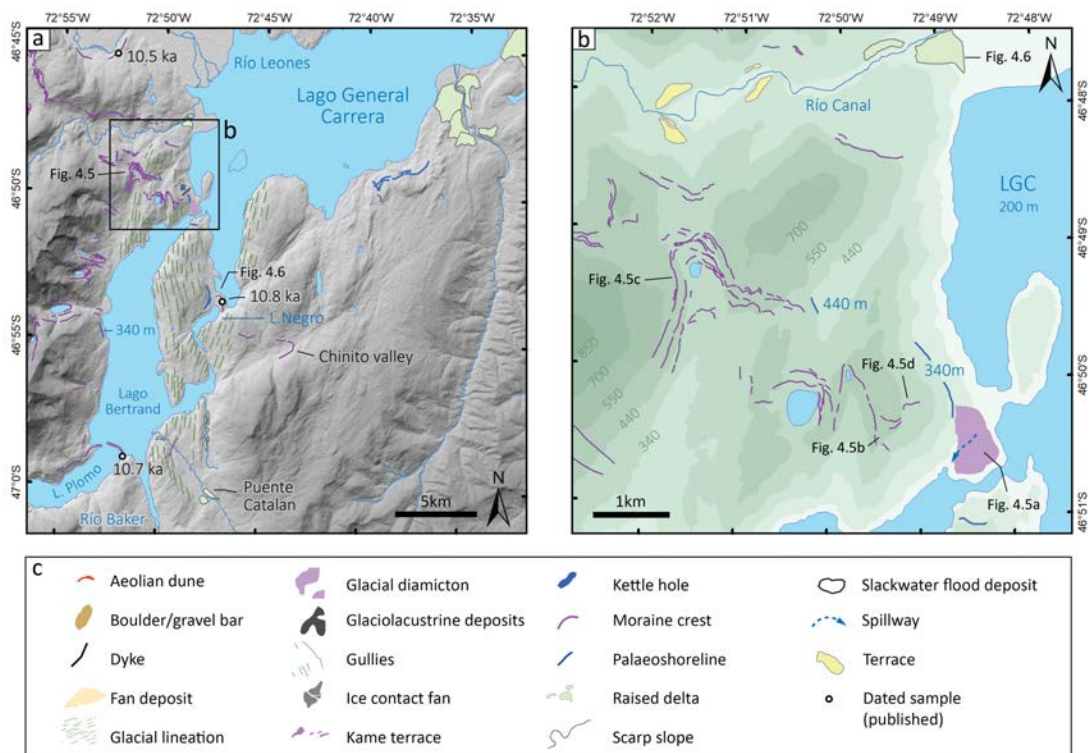 72°55'W
72°50'W
72°45'W
72°40'W
72°35'W
a
46°45'S
46°50'S
46°55'S
47°0'S
10.5 ka
Río Leones
Lago General
Carrera
b
Fig. 4.5
Fig. 4.6
10.8 ka
L.Negro
340 m
Chinito valley
Lago
Bertrand
10.7 ka
L. Plomo
Puente
Catalan
Río Baker
5km
N
72°52'W
72°51'W
72°50'W
72°49'W
72°48'W
b
Fig. 4.6
N
46°48'S
46°49'S
46°50'S
46°51'S
Río Canal
LGC
200 m
700
550
440
Fig. 4.5c
440 m
850
700
550
440
340
340m
Fig. 4.5d
Fig. 4.5b
Fig. 4.5a
1km
c
Aeolian dune
Boulder/gravel bar
Dyke
Fan deposit
Glacial lineation
Glacial diamicton
Glaciolacustrine deposits
Gullies
Ice contact fan
Kame terrace
Kettle hole
Moraine crest
Palaeoshoreline
Raised delta
Scarp slope
Slackwater flood deposit
Spillway
Terrace
Dated sample
(published)